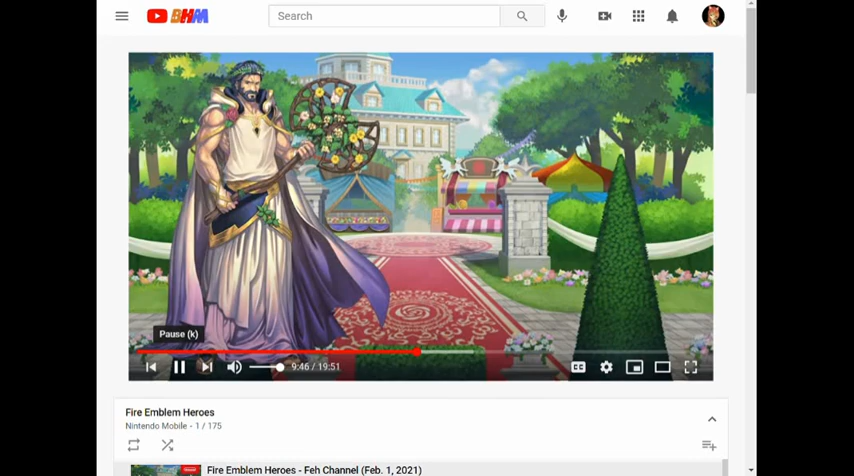 BHM
Search
Pause (k)
9:46 / 19:51
CC
Fire Emblem Heroes
Nintendo Mobile - 1 / 175
Fire Emblem Heroes - Feh Channel (Feb. 1, 2021)